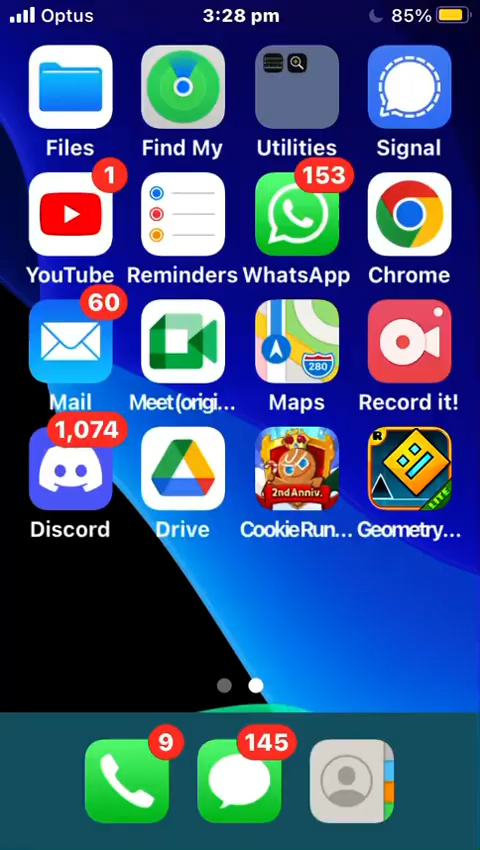 Optus 3:28 pm 85%
Files Find My Utilities Signal
1 153
YouTube Reminders WhatsApp Chrome
60
280
Mail Meet (origi... Maps Record it!
1,074
2nd Anniv. R LITE
Discord Drive CookieRun... Geometry...
9 145